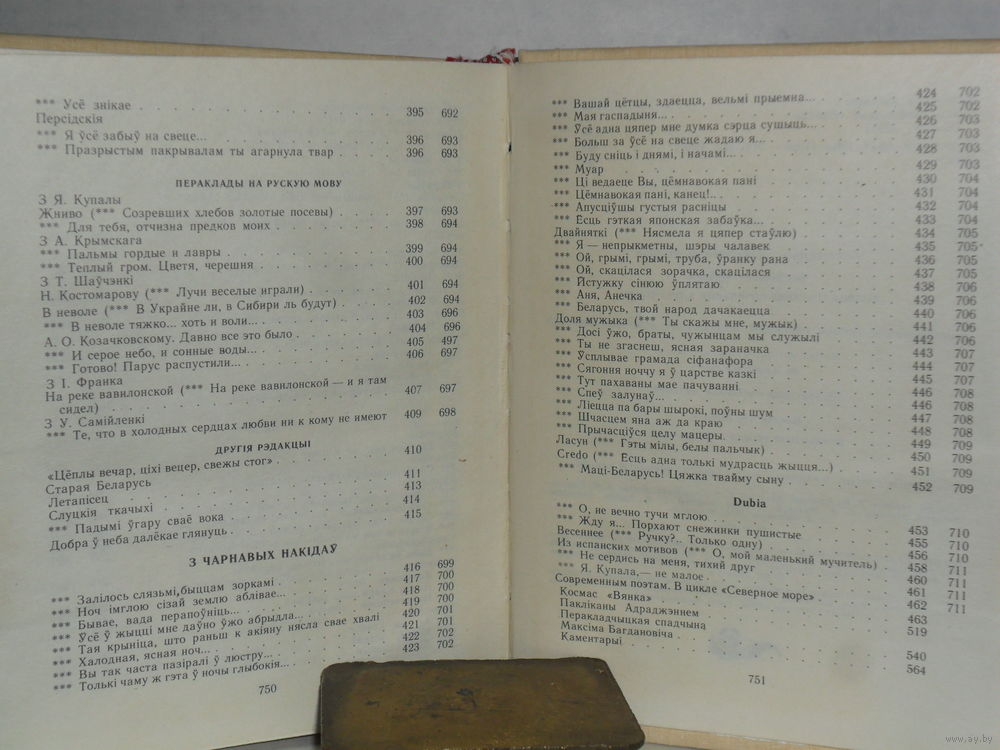 *** Усё знікае 395 692
Персідскія
*** Я ўсё забыў на свеце... 396 693
*** Празрыстым пакрывалам ты агарнула твар 396 693
ПЕРАКЛАДЫ НА РУСКУЮ МОВУ
З Я. Купалы
Жниво (*** Созревших хлебов золотые посевы) 397 693
*** Для тебя, отчизна предков моих 398 694
З А. Крымскага
*** Пальмы гордые и лавры 399 694
*** Теплый гром. Цветя, черешня 400 694
З Т. Шаўчэнкі
Н. Костомарову (*** Лучи веселые играли) 401 694
В неволе (*** В Украйне ли, в Сибири ль будут) 402 694
*** В неволе тяжко... хоть и воли... 403 696
А. О. Козачковскому. Давно все это было 404 696
*** И серое небо, и сонные воды... 405 497
*** Готово! Парус распустили... 406 697
З І. Франка
На реке вавилонской (*** На реке вавилонской — и я там
сидел) 407 697
З У. Самійленкі
*** Те, что в холодных сердцах любви ни к кому не имеют 409 698
ДРУГІЯ РЭДАКЦЫІ
«Цёплы вечар, ціхі вецер, свежы стог» 410
Старая Беларусь 411
Летапісец 413
Слуцкія ткачыхі 414
*** Падымі ўгару сваё вока 415
Добра ў неба далёкае глянуць
З ЧАРНАВЫХ НАКІДАЎ
*** Залілось слязьмі, быццам зоркамі 416 699
*** Ноч імглою сізай землю аблівае... 417 700
*** Бывае, вада перапоўніць... 418 700
*** Усё ў жыцці мне даўно ўжо абрыдла... 419 700
*** Тая крыніца, што раньш к акіяну нясла свае хвалі 420 701
*** Халодная, ясная ноч... 421 701
*** Вы так часта пазіралі ў люстру... 422 702
*** Толькі чаму ж гэта ў ночы глыбокія... 423 702
750
*** Вашай цётцы, здаецца, вельмі прыемна... 424 702
*** Мая гаспадыня... 425 702
*** Усё адна цяпер мне думка сэрца сушыць... 426 703
*** Больш за ўсё на свеце жадаю я... 427 703
*** Буду сніць і днямі, і начамі... 428 703
*** Муар 429 703
*** Ці ведаеце Вы, цёмнавокая пані 430 704
*** Цёмнавокая пані, канец!.. 431 704
*** Апусціўшы густыя расніцы 432 704
*** Ёсць гэткая японская забаўка... 433 704
Двайняткі (*** Нясмела я цяпер стаўлю) 434 705
*** Я — непрыкметны, шэры чалавек 435 705
*** Ой, грымі, грымі, труба, ўранку рана 436 705
*** Ой, скацілася зорачка, скацілася 437 705
*** Йстужку сінюю ўплятаю 438 706
*** Аня, Анечка 439 706
*** Беларусь, твой народ дачакаецца 440 706
Доля мужыка (*** Ты скажы мне, мужык) 441 706
*** Досі ўжо, браты, чужынцам мы служылі 442 706
*** Ты не згаснеш, ясная зараначка 443 707
*** Усплывае грамада сіфанафора 444 707
*** Сягоння ноччу я ў царстве казкі 445 707
*** Тут пахаваны мае пачуванні 446 708
*** Спеў залунаў... 446 708
*** Ліецца па бары шырокі, поўны шум 447 708
*** Шчасцем яна аж да краю 448 708
*** Прычасціўся целу мацеры 449 709
Ласун (*** Гэты мілы, белы пальчык) 450 709
Credo (*** Ёсць адна толькі мудрасць жыцця...) 451 709
*** Маці-Беларусь! Цяжка твайму сыну 452 709
Dubia
*** О, не вечно тучи мглою 453 710
*** Жду я... Порхают снежинки пушистые 455 710
Весеннее (*** Ручку?.. Только одну) 456 710
Из испанских мотивов (*** О, мой маленький мучитель) 458 711
*** Не сердись на меня, тихий друг 460 711
*** Я. Купала,— не малое 461 711
Современным поэтам. В цикле «Северное море» 462 711
Космас «Вянка» 463
Пакліканы Адраджэннем 519
Перакладчыцкая спадчына
Максіма Багдановіча 540
Каментарыі 564
751
www.ay.by